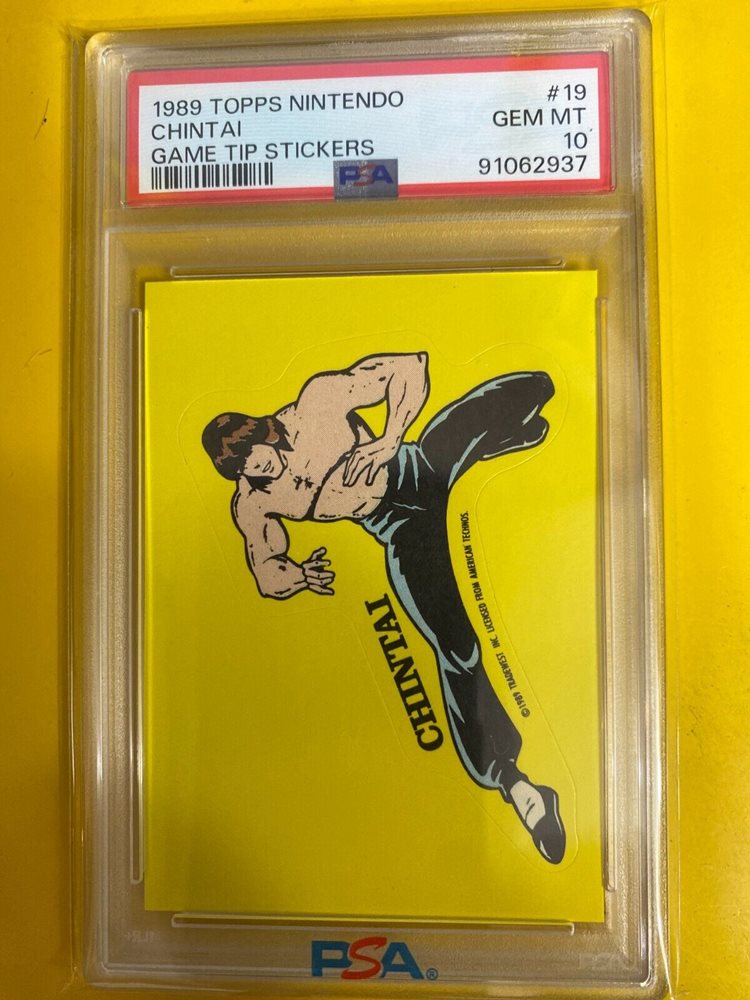 1989 TOPPS NINTENDO #19
CHINTAI GEM MT
GAME TIP STICKERS 10
91062937
PSA
CHINTAI
©1989 TRADEWEST, INC. LICENSED FROM AMERICAN TECHNOS.
PSA®